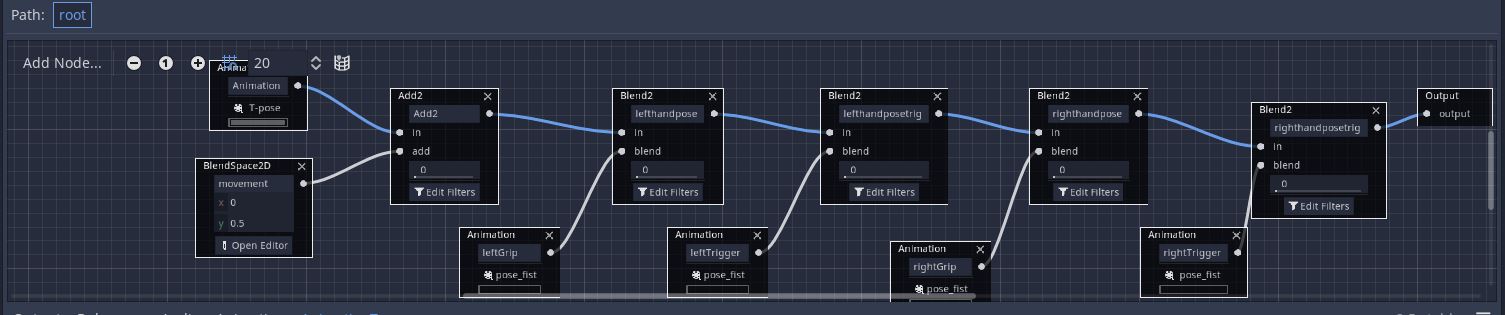 Path: root
Add Node...
1
20
Animation
T-pose
BlendSpace2D
movement
x 0
y 0.5
Open Editor
Add2
Add2
in
add
0
Edit Filters
Animation
leftGrip
pose_fist
Blend2
lefthandpose
in
blend
0
Edit Filters
Animation
leftTrigger
pose_fist
Blend2
lefthandposetrig
in
blend
0
Edit Filters
Animation
rightGrip
pose_fist
Blend2
righthandpose
in
blend
0
Edit Filters
Animation
rightTrigger
pose_fist
Blend2
righthandposetrig
in
blend
0
Edit Filters
Output
output